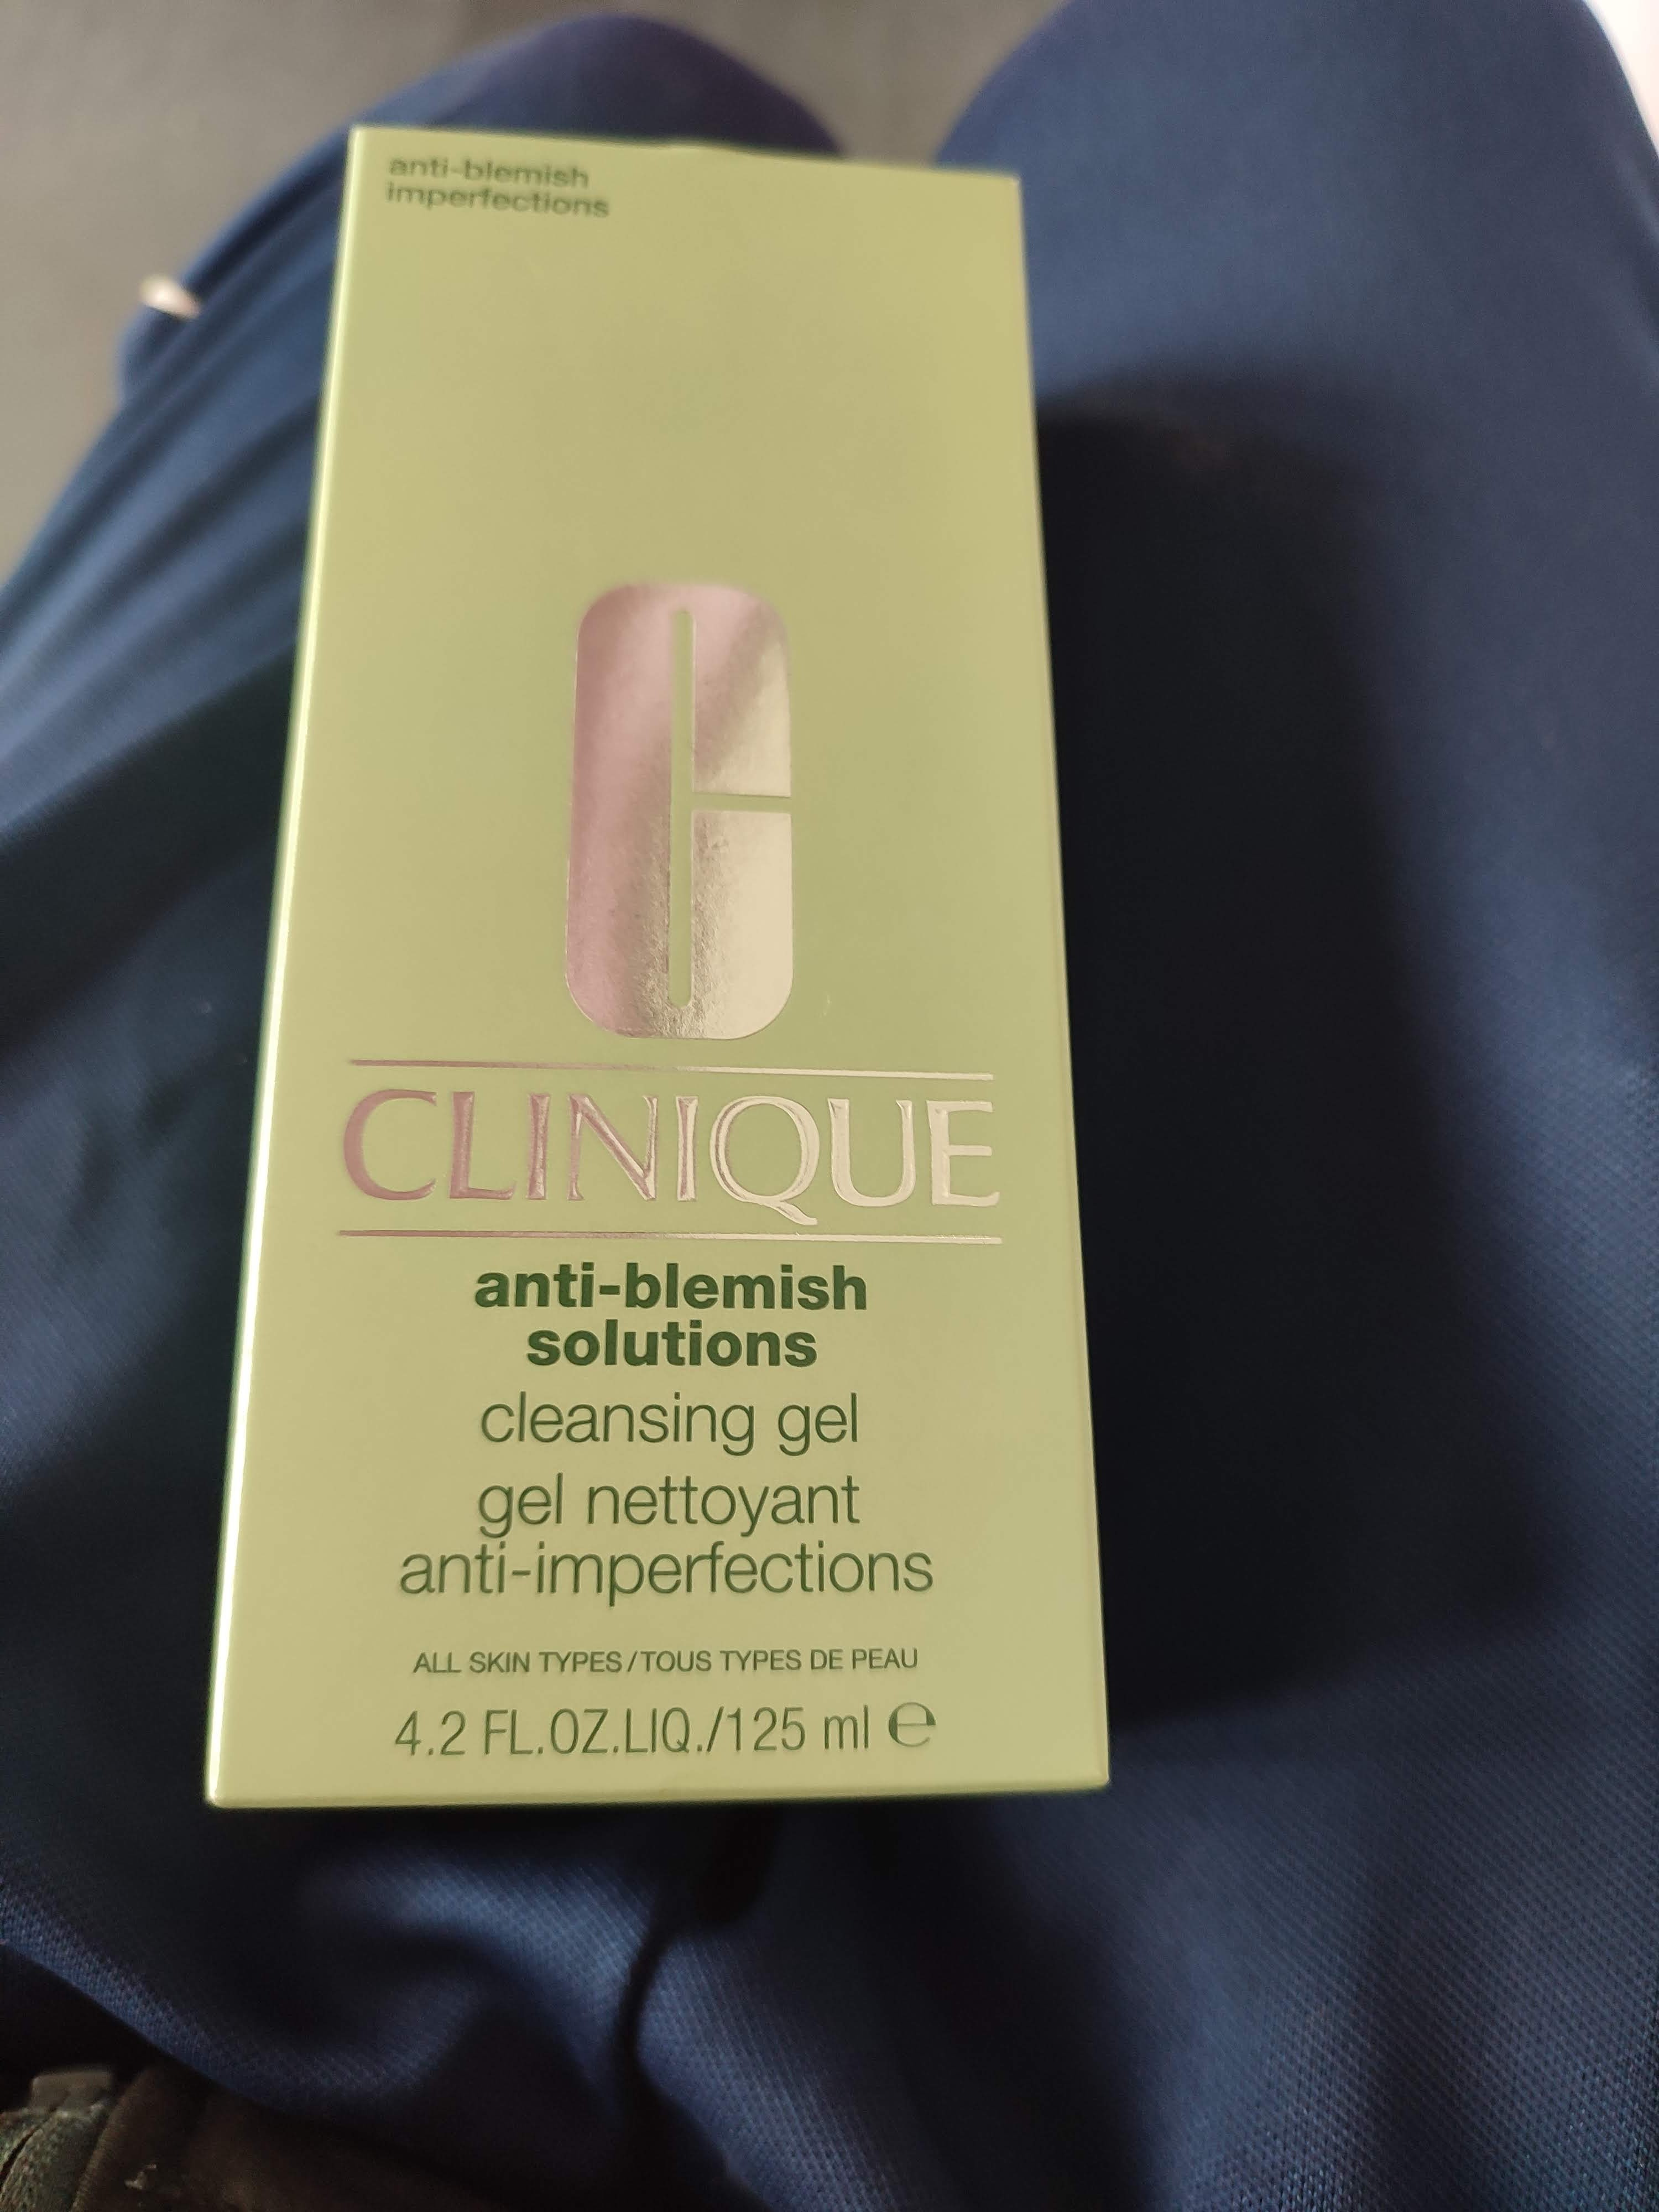 anti-blemish
imperfections
C
CLINIQUE
anti-blemish
solutions
cleansing gel
gel nettoyant
anti-imperfections
ALL SKIN TYPES/TOUS TYPES DE PEAU
4.2 FL.OZ.LIQ./125 ml ℮